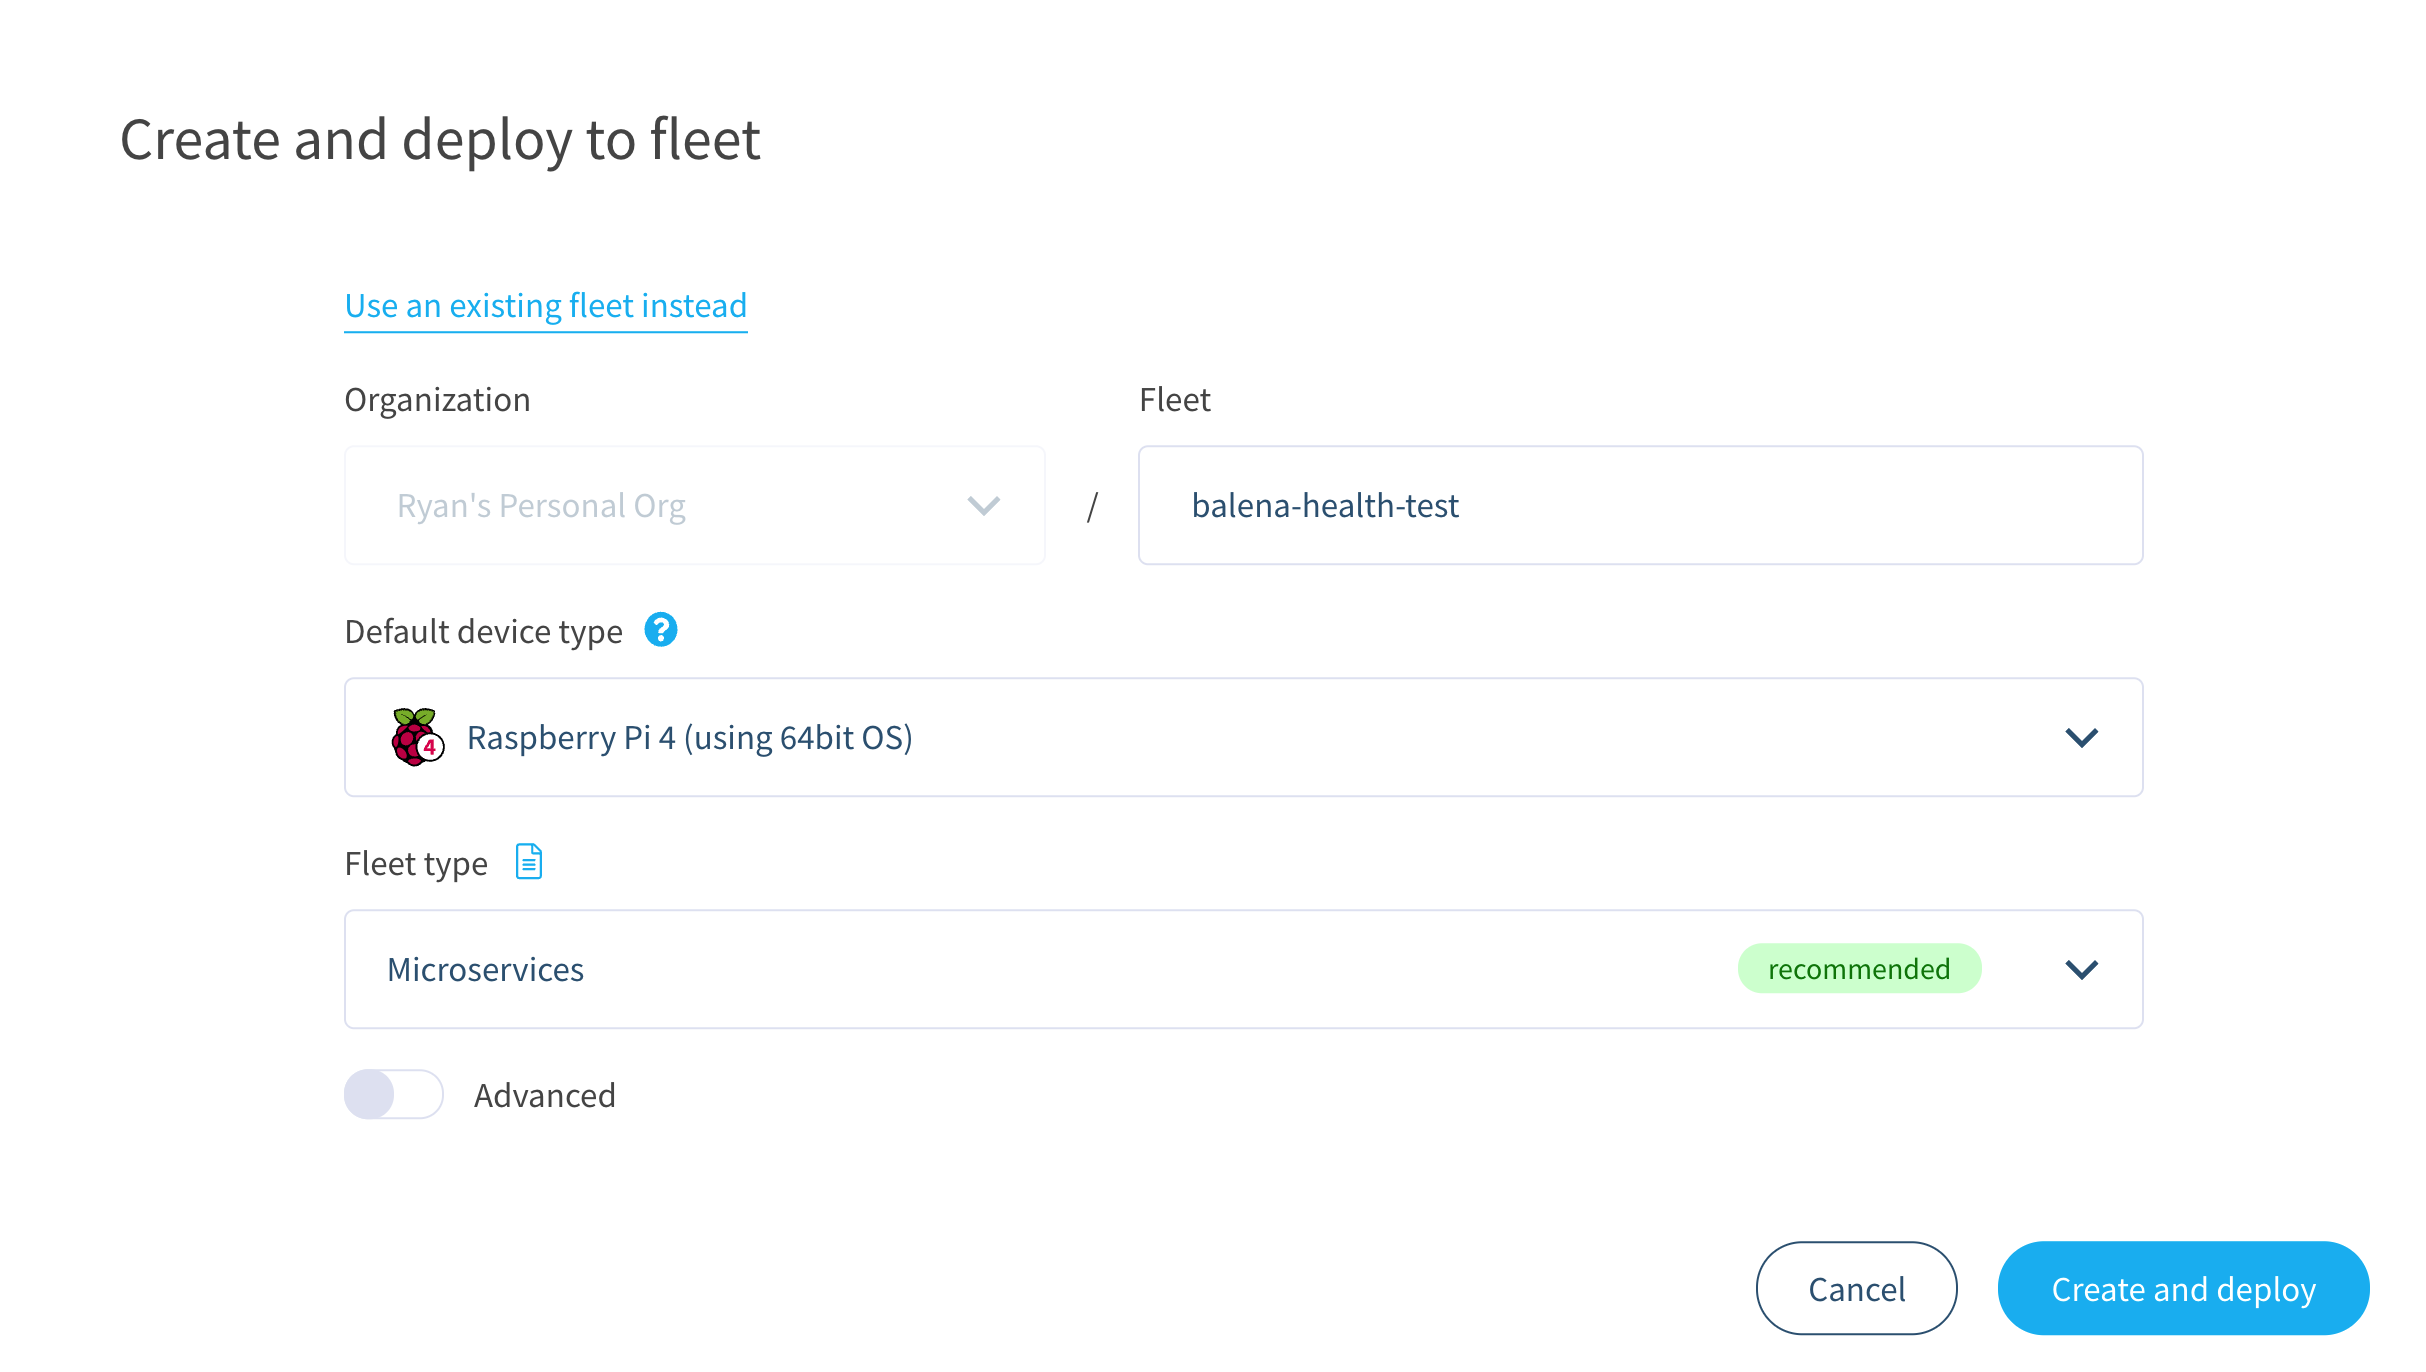 Create and deploy to fleet
Use an existing fleet instead
Organization
Fleet
Ryan's Personal Org
/
balena-health-test
Default device type ?
4 Raspberry Pi 4 (using 64bit OS)
Fleet type
Microservices recommended
Advanced
Cancel
Create and deploy